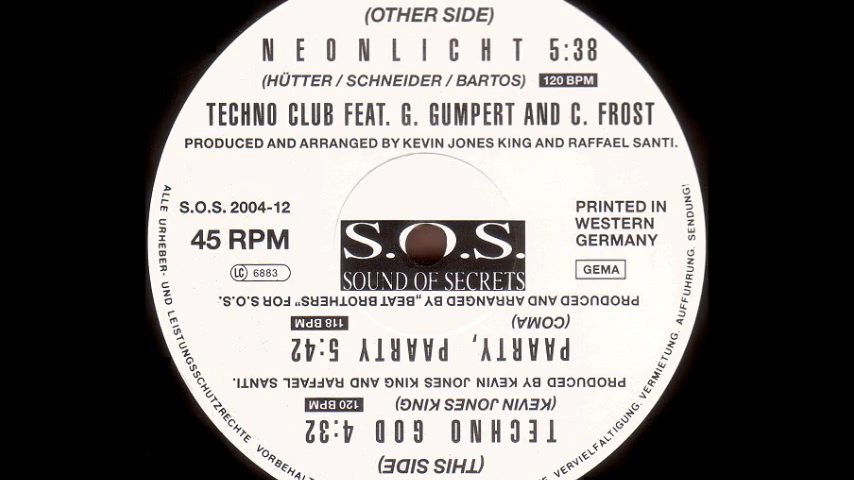 (OTHER SIDE)
NEONLICHT 5:38
(HÜTTER / SCHNEIDER / BARTOS) 120 BPM
TECHNO CLUB FEAT. G. GUMPERT AND C. FROST
PRODUCED AND ARRANGED BY KEVIN JONES KING AND RAFFAEL SANTI.
S.O.S. 2004-12
45 RPM
LC 6883
S.O.S.
SOUND OF SECRETS
PRINTED IN
WESTERN
GERMANY
GEMA
(THIS SIDE)
TECHNO GOD 4:32
(KEVIN JONES KING) 120 BPM
PRODUCED BY KEVIN JONES KING AND RAFFAEL SANTI.
PAARTY, PAARTY 5:42
(COMA) 118 BPM
PRODUCED AND ARRANGED BY „BEAT BROTHERS" FOR S.O.S.
ALLE URHEBER- UND LEISTUNGSSCHUTZRECHTE VORBEHALT
VERVIELFALTIGUNG. VERMIETUNG. AUFFUHRUNG. SENDUNG!